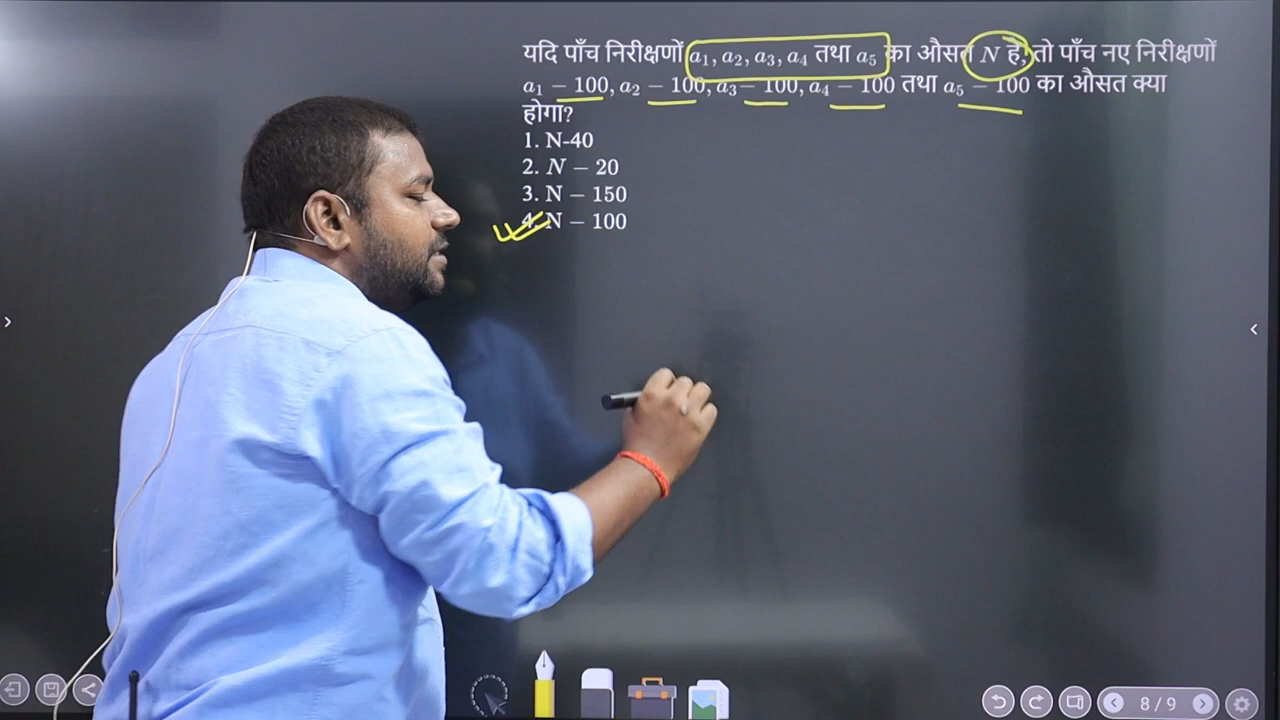 यदि पाँच निरीक्षणों a₁, a₂, a₃, a₄ तथा a₅ का औसत N है, तो पाँच नए निरीक्षणों
a₁ − 100, a₂ − 100, a₃ − 100, a₄ − 100 तथा a₅ − 100 का औसत क्या
होगा?
1. N-40
2. N − 20
3. N − 150
4. N − 100
8 / 9